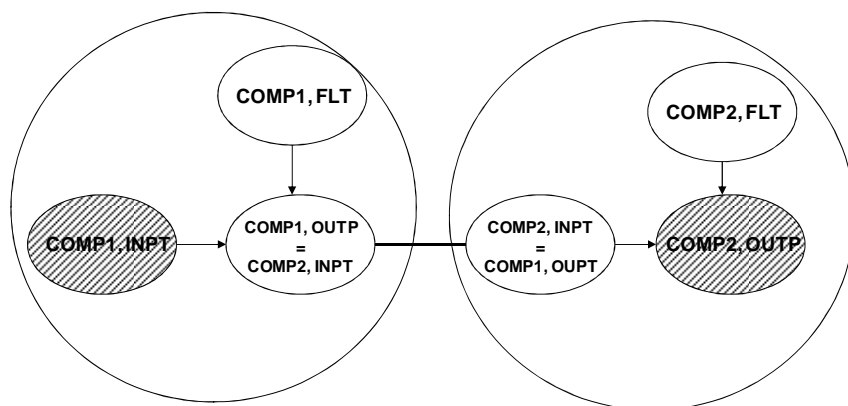 COMP1, FLT
COMP2, FLT
COMP1, INPT
COMP1, OUTP
=
COMP2, INPT
COMP2, INPT
=
COMP1, OUPT
COMP2, OUTP